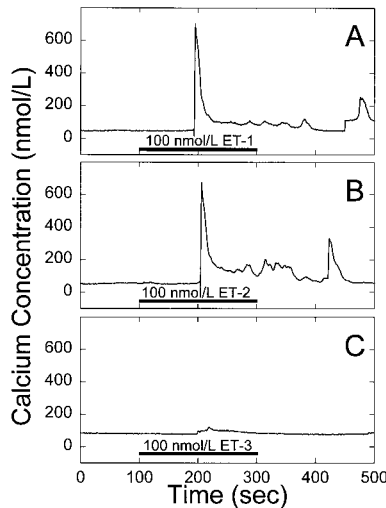 Calcium Concentration (nmol/L)
A
600
400
200
0
100 nmol/L ET-1
B
600
400
200
0
100 nmol/L ET-2
C
600
400
200
0
100 nmol/L ET-3
0 100 200 300 400 500
Time (sec)